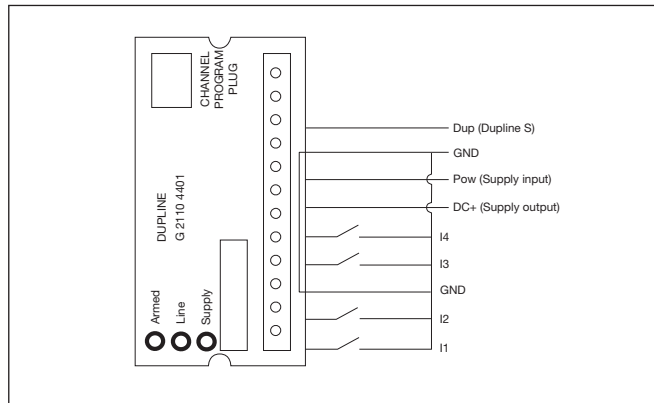 CHANNEL
PROGRAM
PLUG
DUPLINE
G 2110 4401
Armed
Line
Supply
Dup (Dupline S)
GND
Pow (Supply input)
DC+ (Supply output)
I4
I3
GND
I2
I1